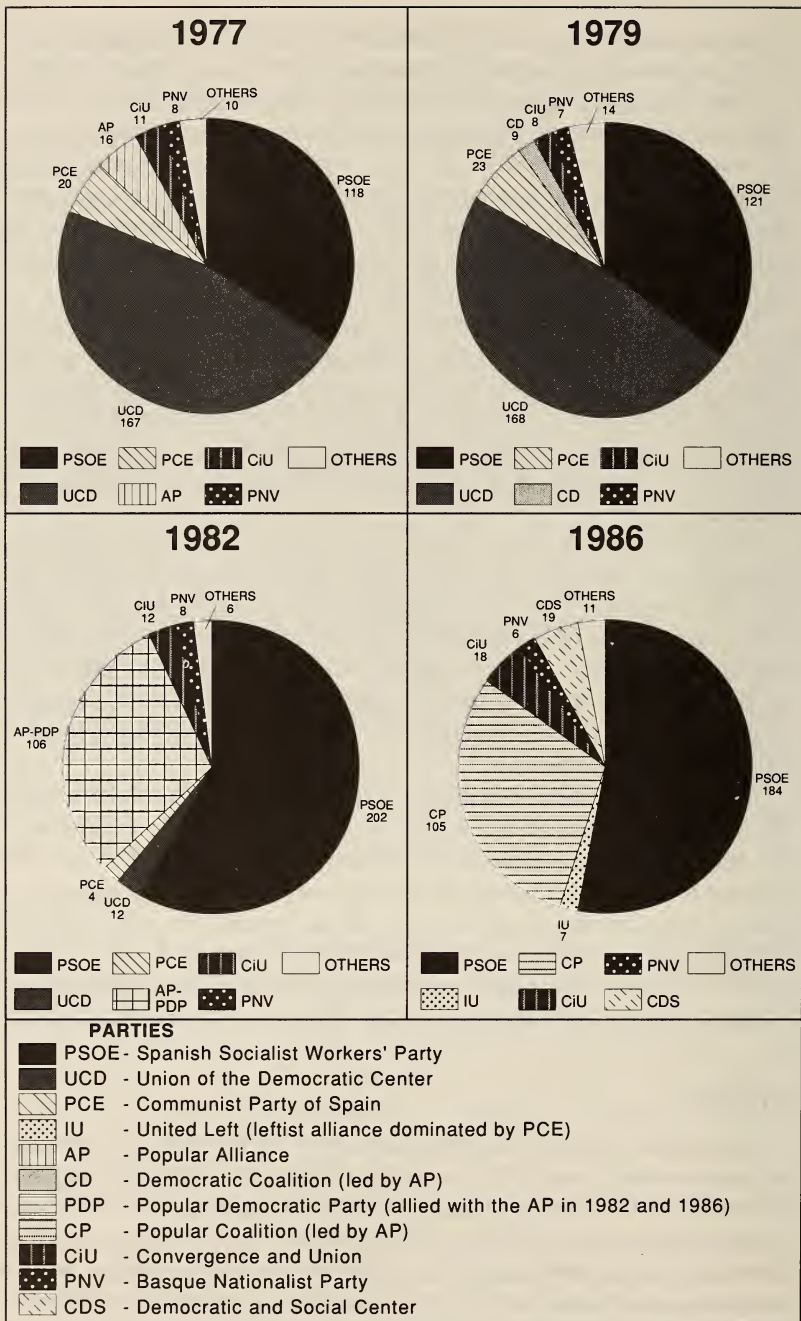 1977
PNV
8
OTHERS
10
CiU
11
AP
16
PCE
20
PSOE
118
UCD
167
PSOE PCE CiU OTHERS
UCD AP PNV
1979
OTHERS
14
PNV
7
CIU
8
CD
9
PCE
23
PSOE
121
UCD
168
PSOE PCE CiU OTHERS
UCD CD PNV
1982
OTHERS
6
PNV
8
CIU
12
AP-PDP
106
PSOE
202
PCE
4
UCD
12
PSOE PCE CiU OTHERS
UCD AP-
PDP PNV
1986
OTHERS
11
CDS
19
PNV
6
CiU
18
PSOE
184
CP
105
IU
7
PSOE CP PNV OTHERS
IU CiU CDS
PARTIES
PSOE - Spanish Socialist Workers' Party
UCD - Union of the Democratic Center
PCE - Communist Party of Spain
IU - United Left (leftist alliance dominated by PCE)
AP - Popular Alliance
CD - Democratic Coalition (led by AP)
PDP - Popular Democratic Party (allied with the AP in 1982 and 1986)
CP - Popular Coalition (led by AP)
CiU - Convergence and Union
PNV - Basque Nationalist Party
CDS - Democratic and Social Center